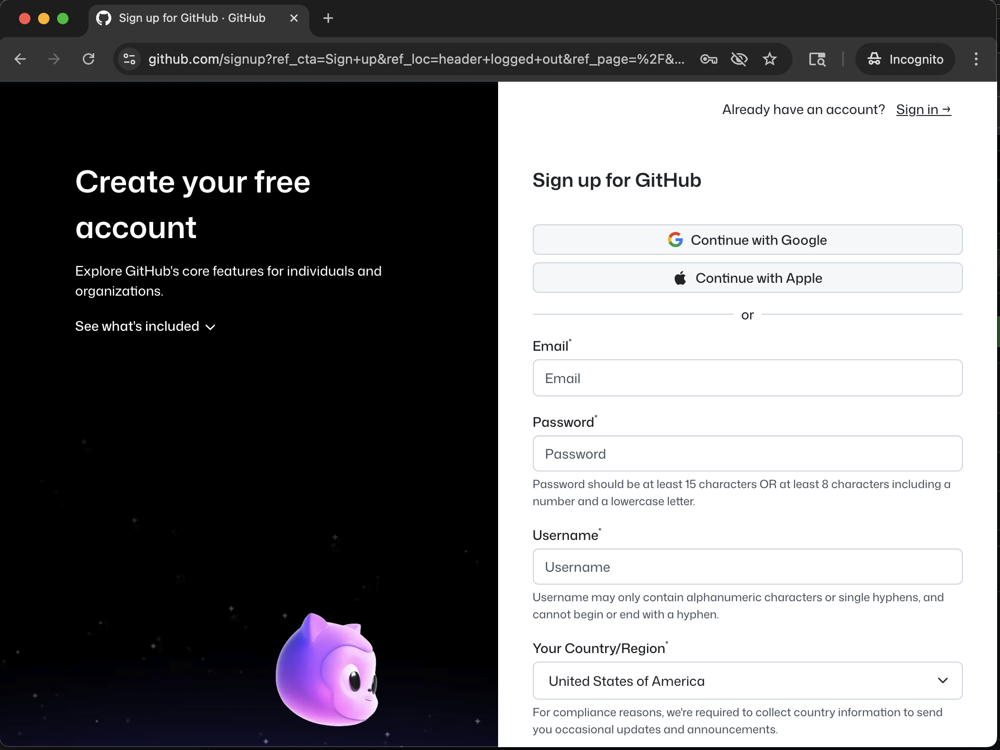 Sign up for GitHub · GitHub
github.com/signup?ref_cta=Sign+up&ref_loc=header+logged+out&ref_page=%2F&...
Incognito
Create your free
account
Explore GitHub's core features for individuals and
organizations.
See what's included
Already have an account? Sign in →
Sign up for GitHub
Continue with Google
Continue with Apple
or
Email*
Email
Password*
Password
Password should be at least 15 characters OR at least 8 characters including a
number and a lowercase letter.
Username*
Username
Username may only contain alphanumeric characters or single hyphens, and
cannot begin or end with a hyphen.
Your Country/Region*
United States of America
For compliance reasons, we're required to collect country information to send
you occasional updates and announcements.